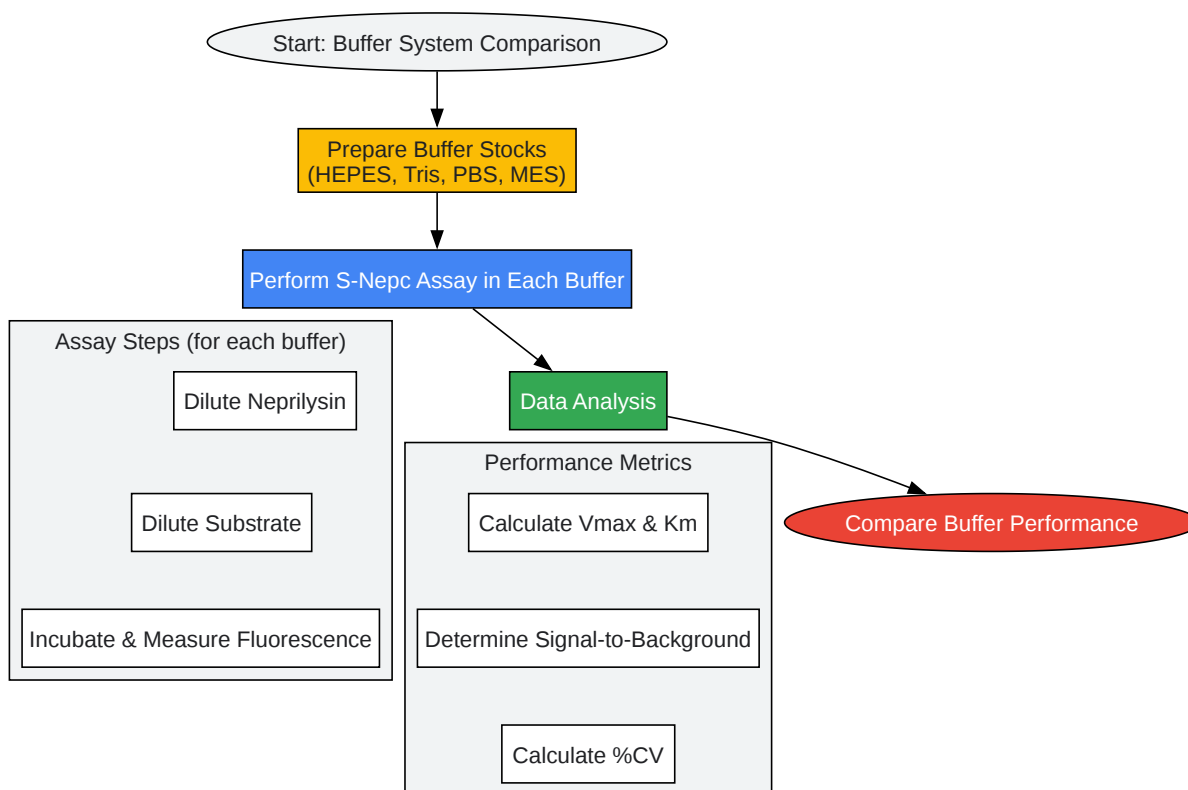 Start: Buffer System Comparison
Prepare Buffer Stocks
(HEPES, Tris, PBS, MES)
Perform S-Nepc Assay in Each Buffer
Assay Steps (for each buffer)
Dilute Neprilysin
Dilute Substrate
Incubate & Measure Fluorescence
Data Analysis
Performance Metrics
Calculate Vmax & Km
Determine Signal-to-Background
Calculate %CV
Compare Buffer Performance